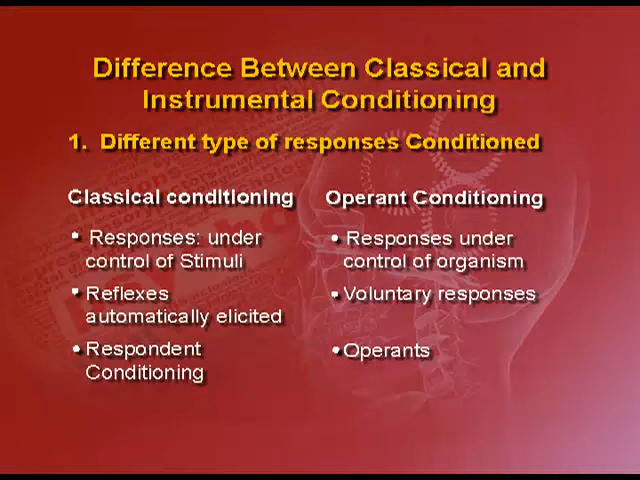 Difference Between Classical and
Instrumental Conditioning
1. Different type of responses Conditioned
Classical conditioning
• Responses: under
control of Stimuli
• Reflexes
automatically elicited
• Respondent
Conditioning
Operant Conditioning
• Responses under
control of organism
• Voluntary responses
• Operants